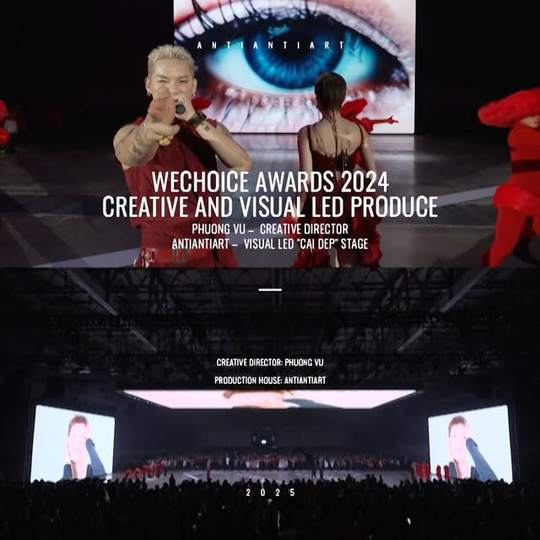 ANTIANTIART
WECHOICE AWARDS 2024
CREATIVE AND VISUAL LED PRODUCE
PHUONG VU – CREATIVE DIRECTOR
ANTIANTIART – VISUAL LED "CAI DEP" STAGE
CREATIVE DIRECTOR: PHUONG VU
PRODUCTION HOUSE: ANTIANTIART
2025